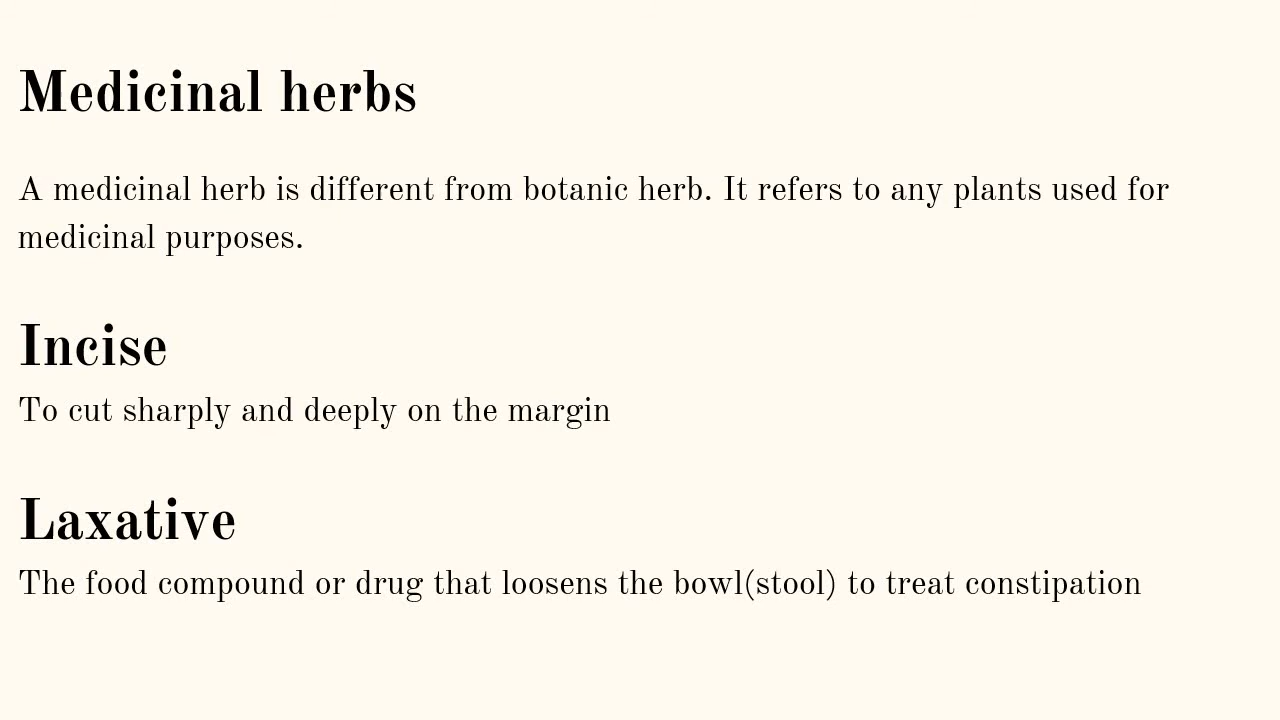 Medicinal herbs
A medicinal herb is different from botanic herb. It refers to any plants used for
medicinal purposes.
Incise
To cut sharply and deeply on the margin
Laxative
The food compound or drug that loosens the bowl(stool) to treat constipation